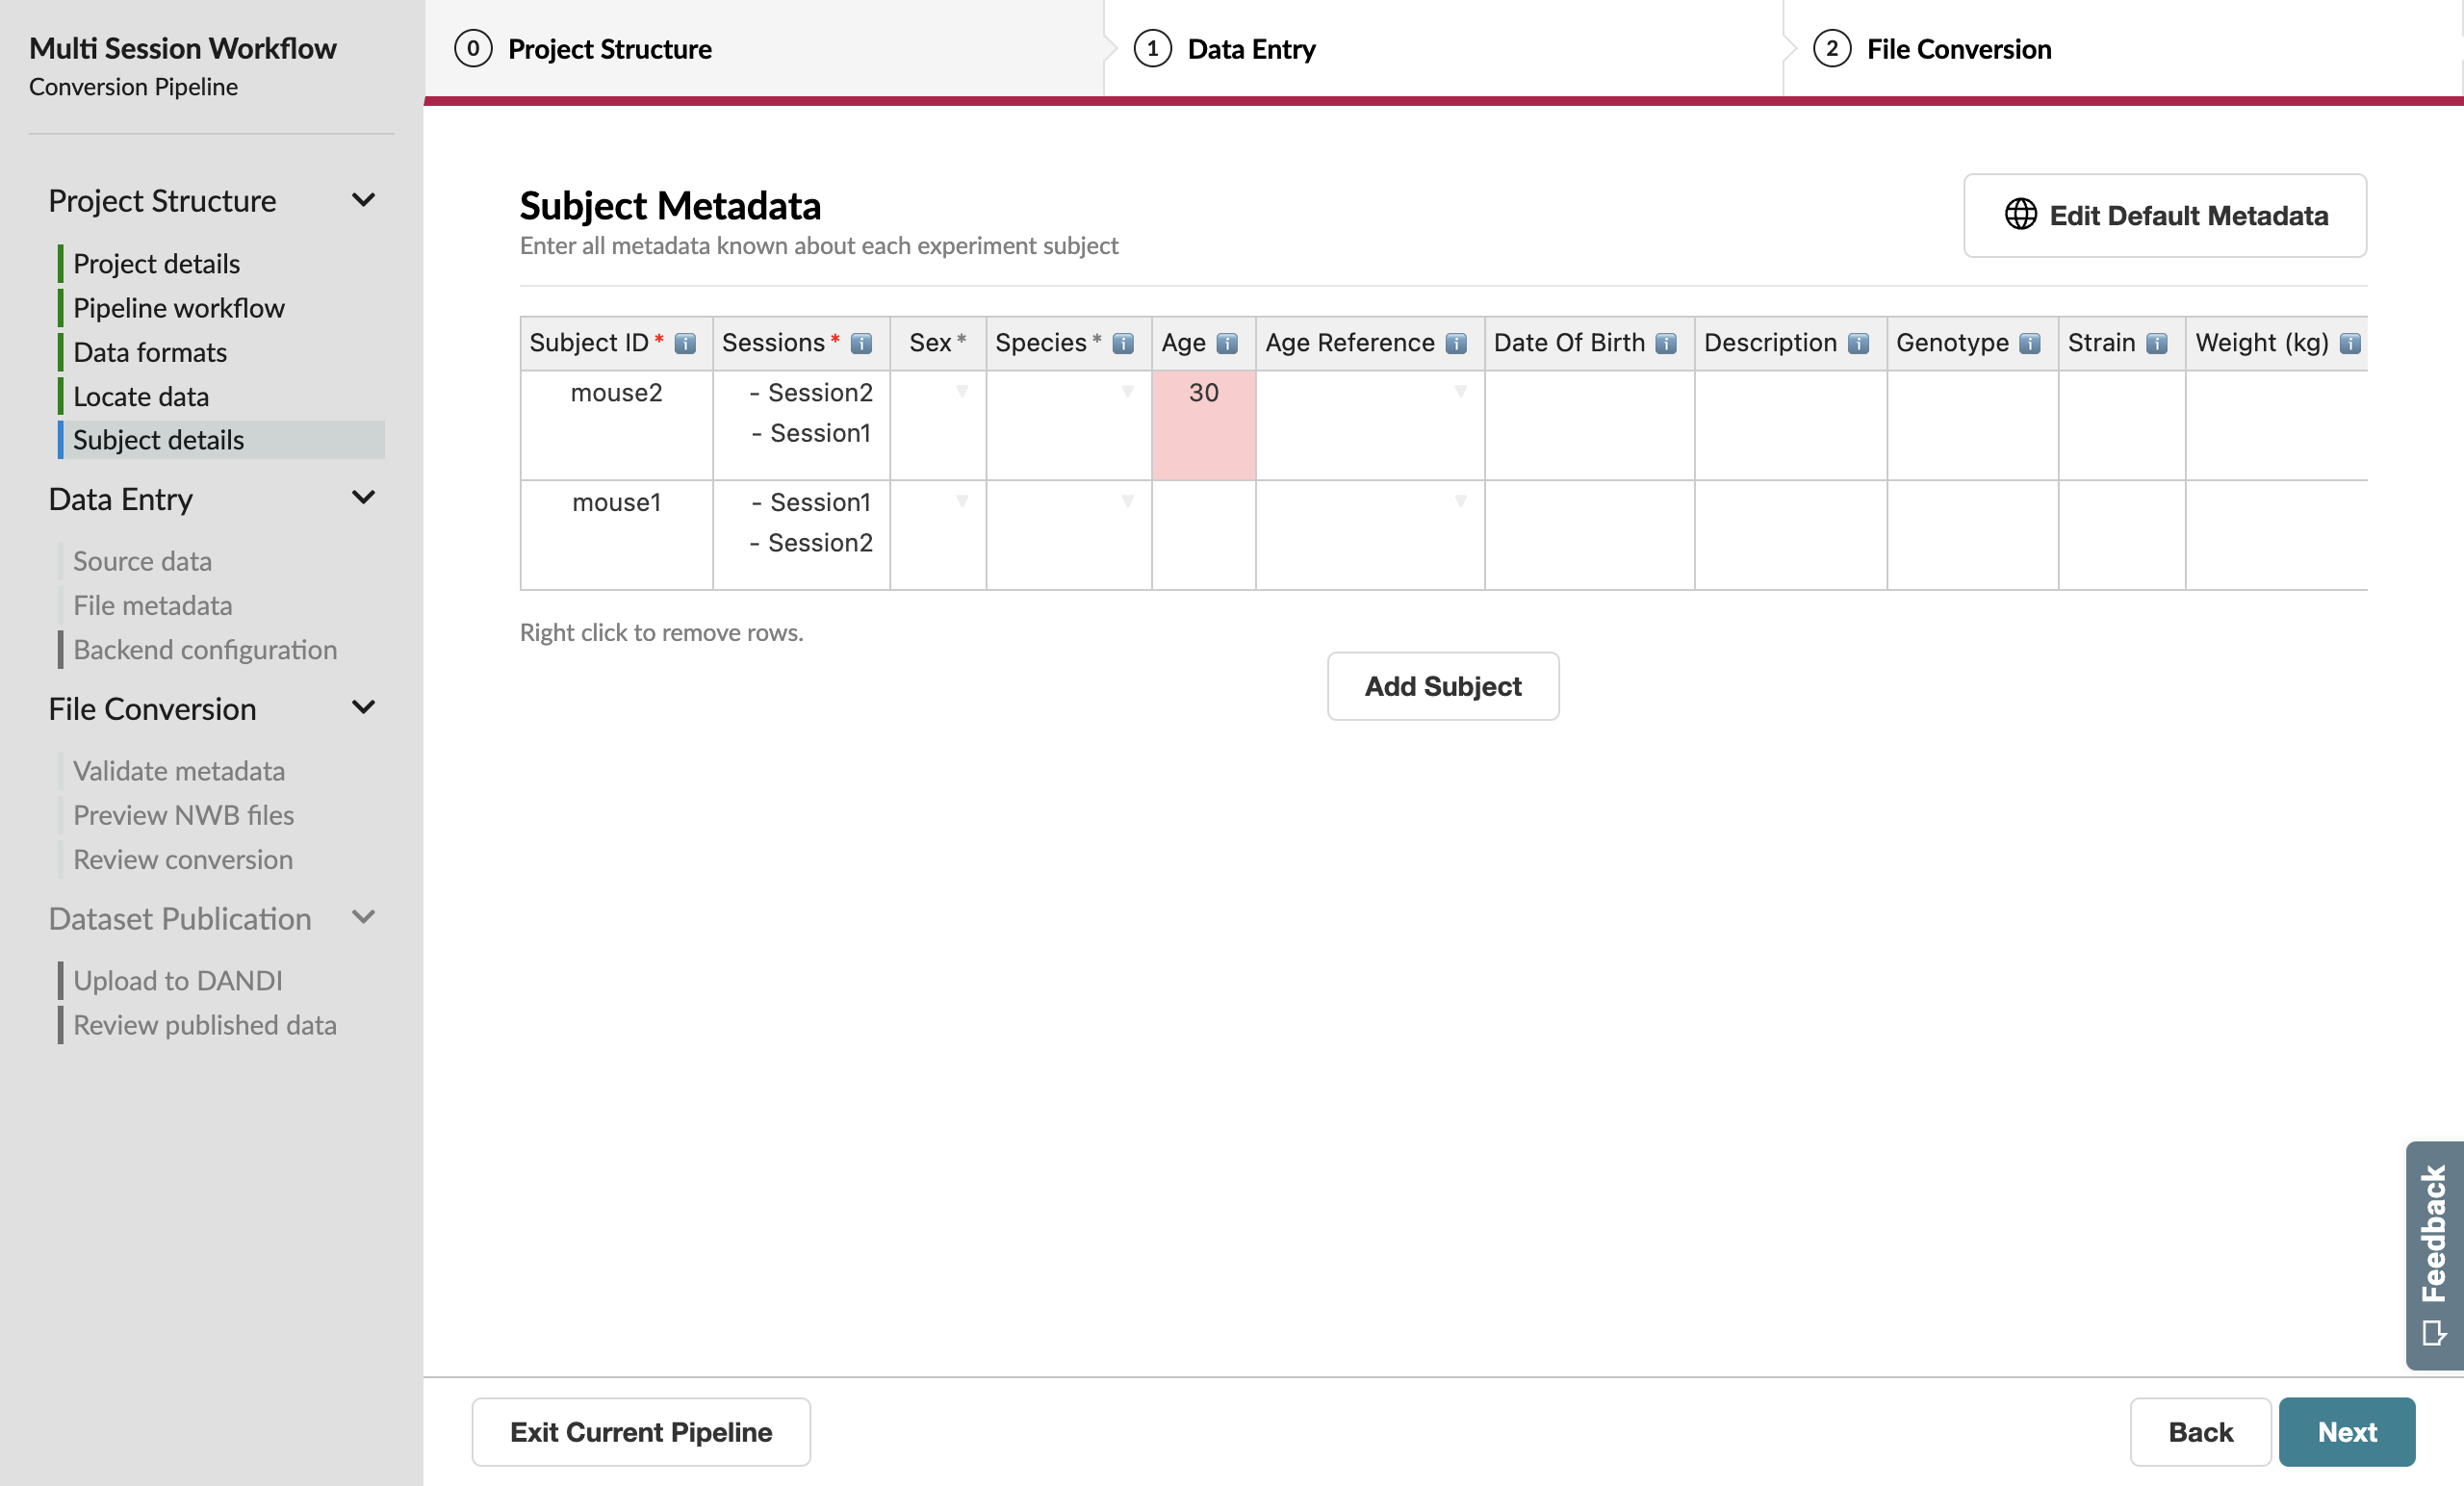 Multi Session Workflow
Conversion Pipeline
Project Structure
Project details
Pipeline workflow
Data formats
Locate data
Subject details
Data Entry
Source data
File metadata
Backend configuration
File Conversion
Validate metadata
Preview NWB files
Review conversion
Dataset Publication
Upload to DANDI
Review published data
0 Project Structure
1 Data Entry
2 File Conversion
Subject Metadata
Enter all metadata known about each experiment subject
Edit Default Metadata
Subject ID * i Sessions * i Sex * Species * i Age i Age Reference i Date Of Birth i Description i Genotype i Strain i Weight (kg) i
mouse2 - Session2 30
- Session1
mouse1 - Session1
- Session2
Right click to remove rows.
Add Subject
Feedback
Exit Current Pipeline
Back
Next